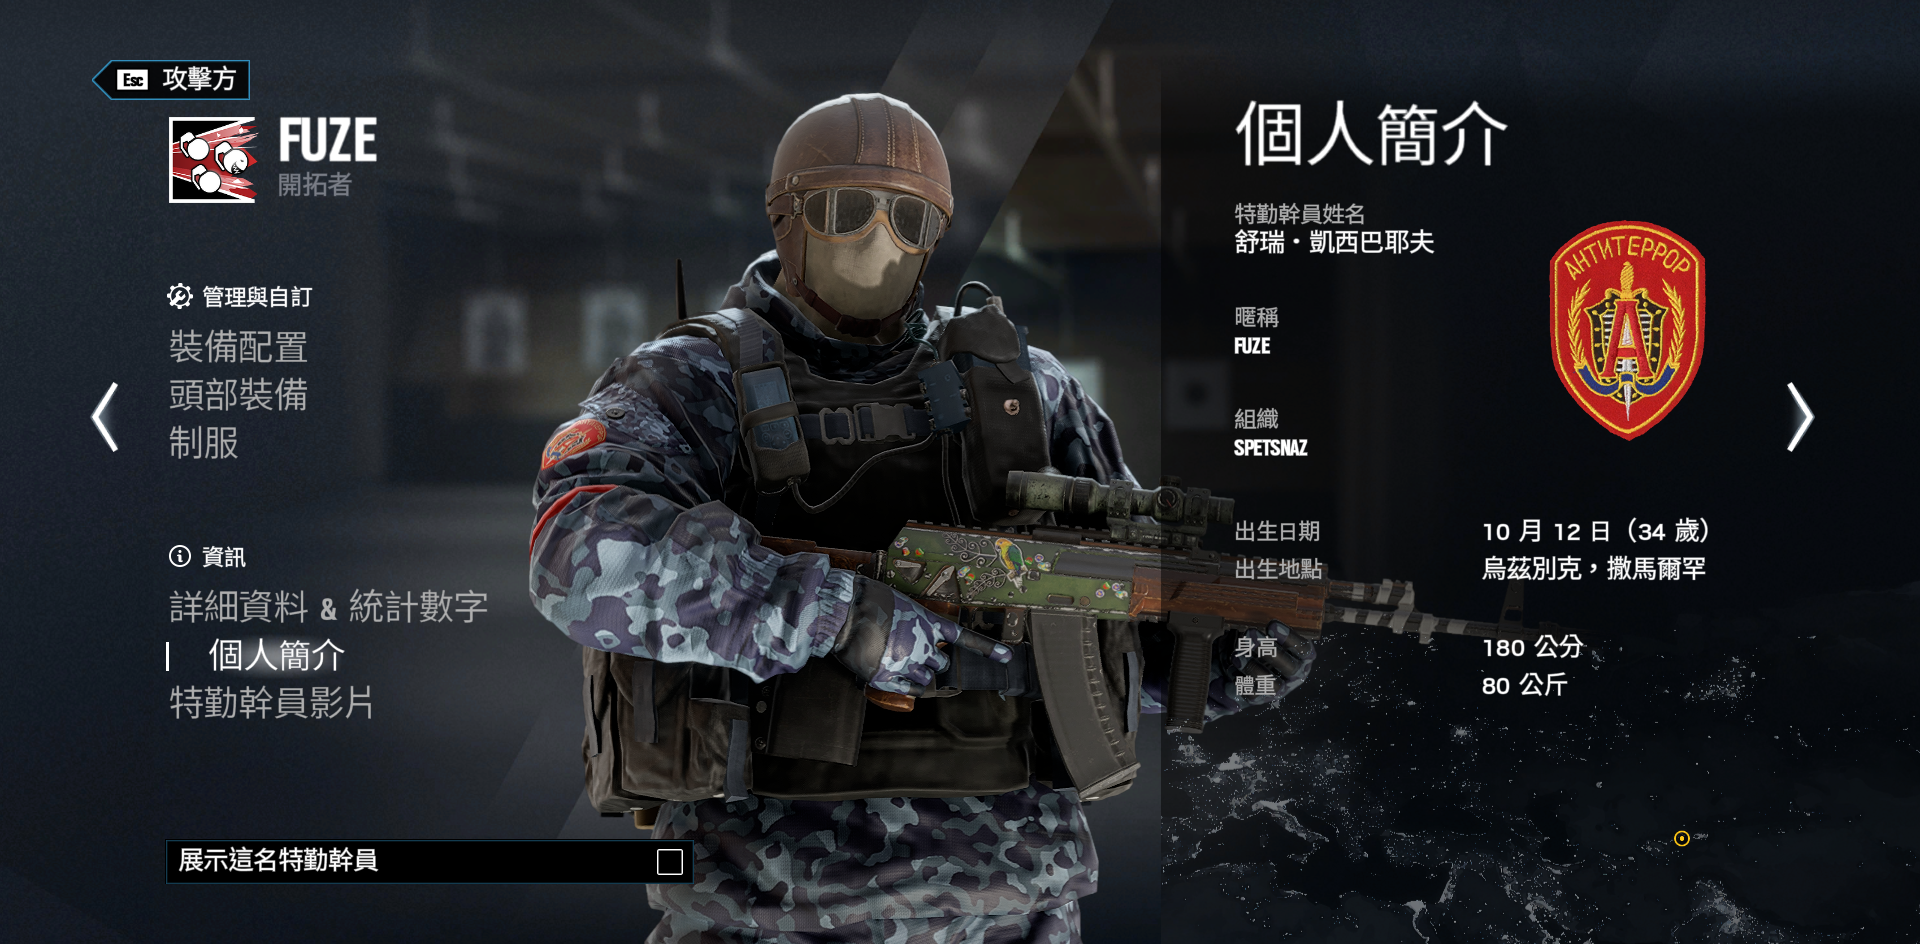 Esc 攻擊方
FUZE
開拓者
管理與自訂
裝備配置
頭部裝備
制服
資訊
詳細資料 & 統計數字
個人簡介
特勤幹員影片
展示這名特勤幹員
個人簡介
特勤幹員姓名
舒瑞·凱西巴耶夫
暱稱
FUZE
組織
SPETSNAZ
АНТИТЕРРОР
А
出生日期 10 月 12 日（34 歲）
出生地點 烏茲別克，撒馬爾罕
身高 180 公分
體重 80 公斤